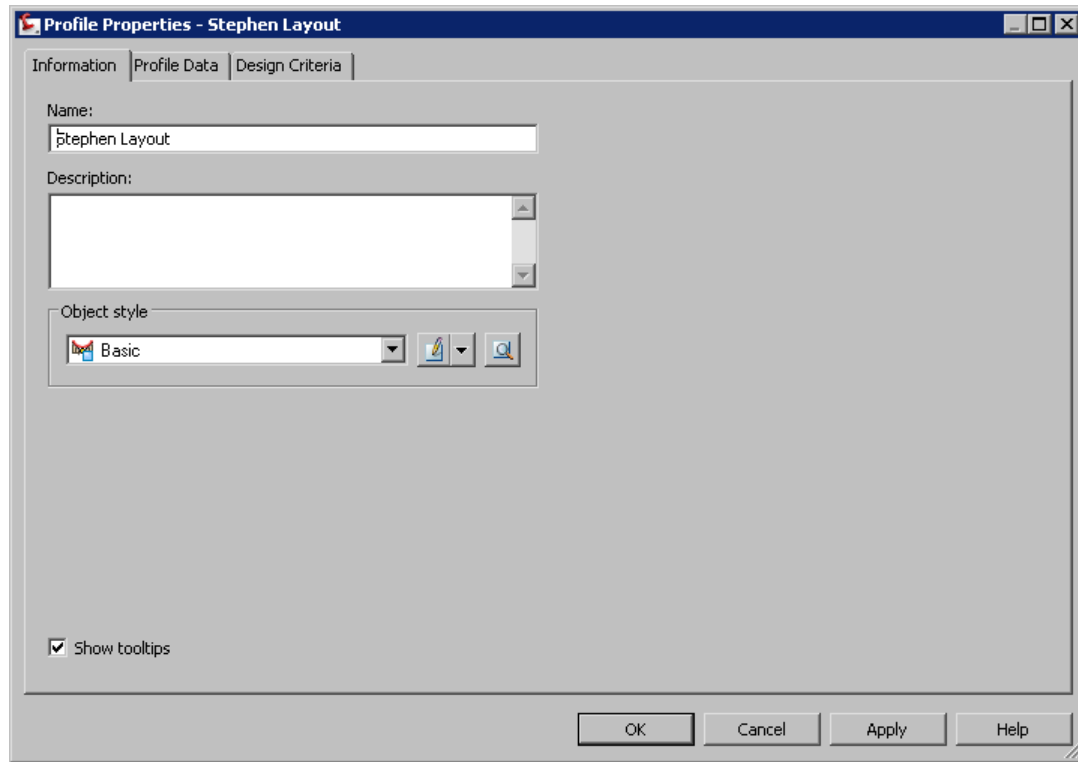 Profile Properties - Stephen Layout
Information Profile Data Design Criteria
Name:
Stephen Layout
Description:
Object style
Basic
Show tooltips
OK Cancel Apply Help